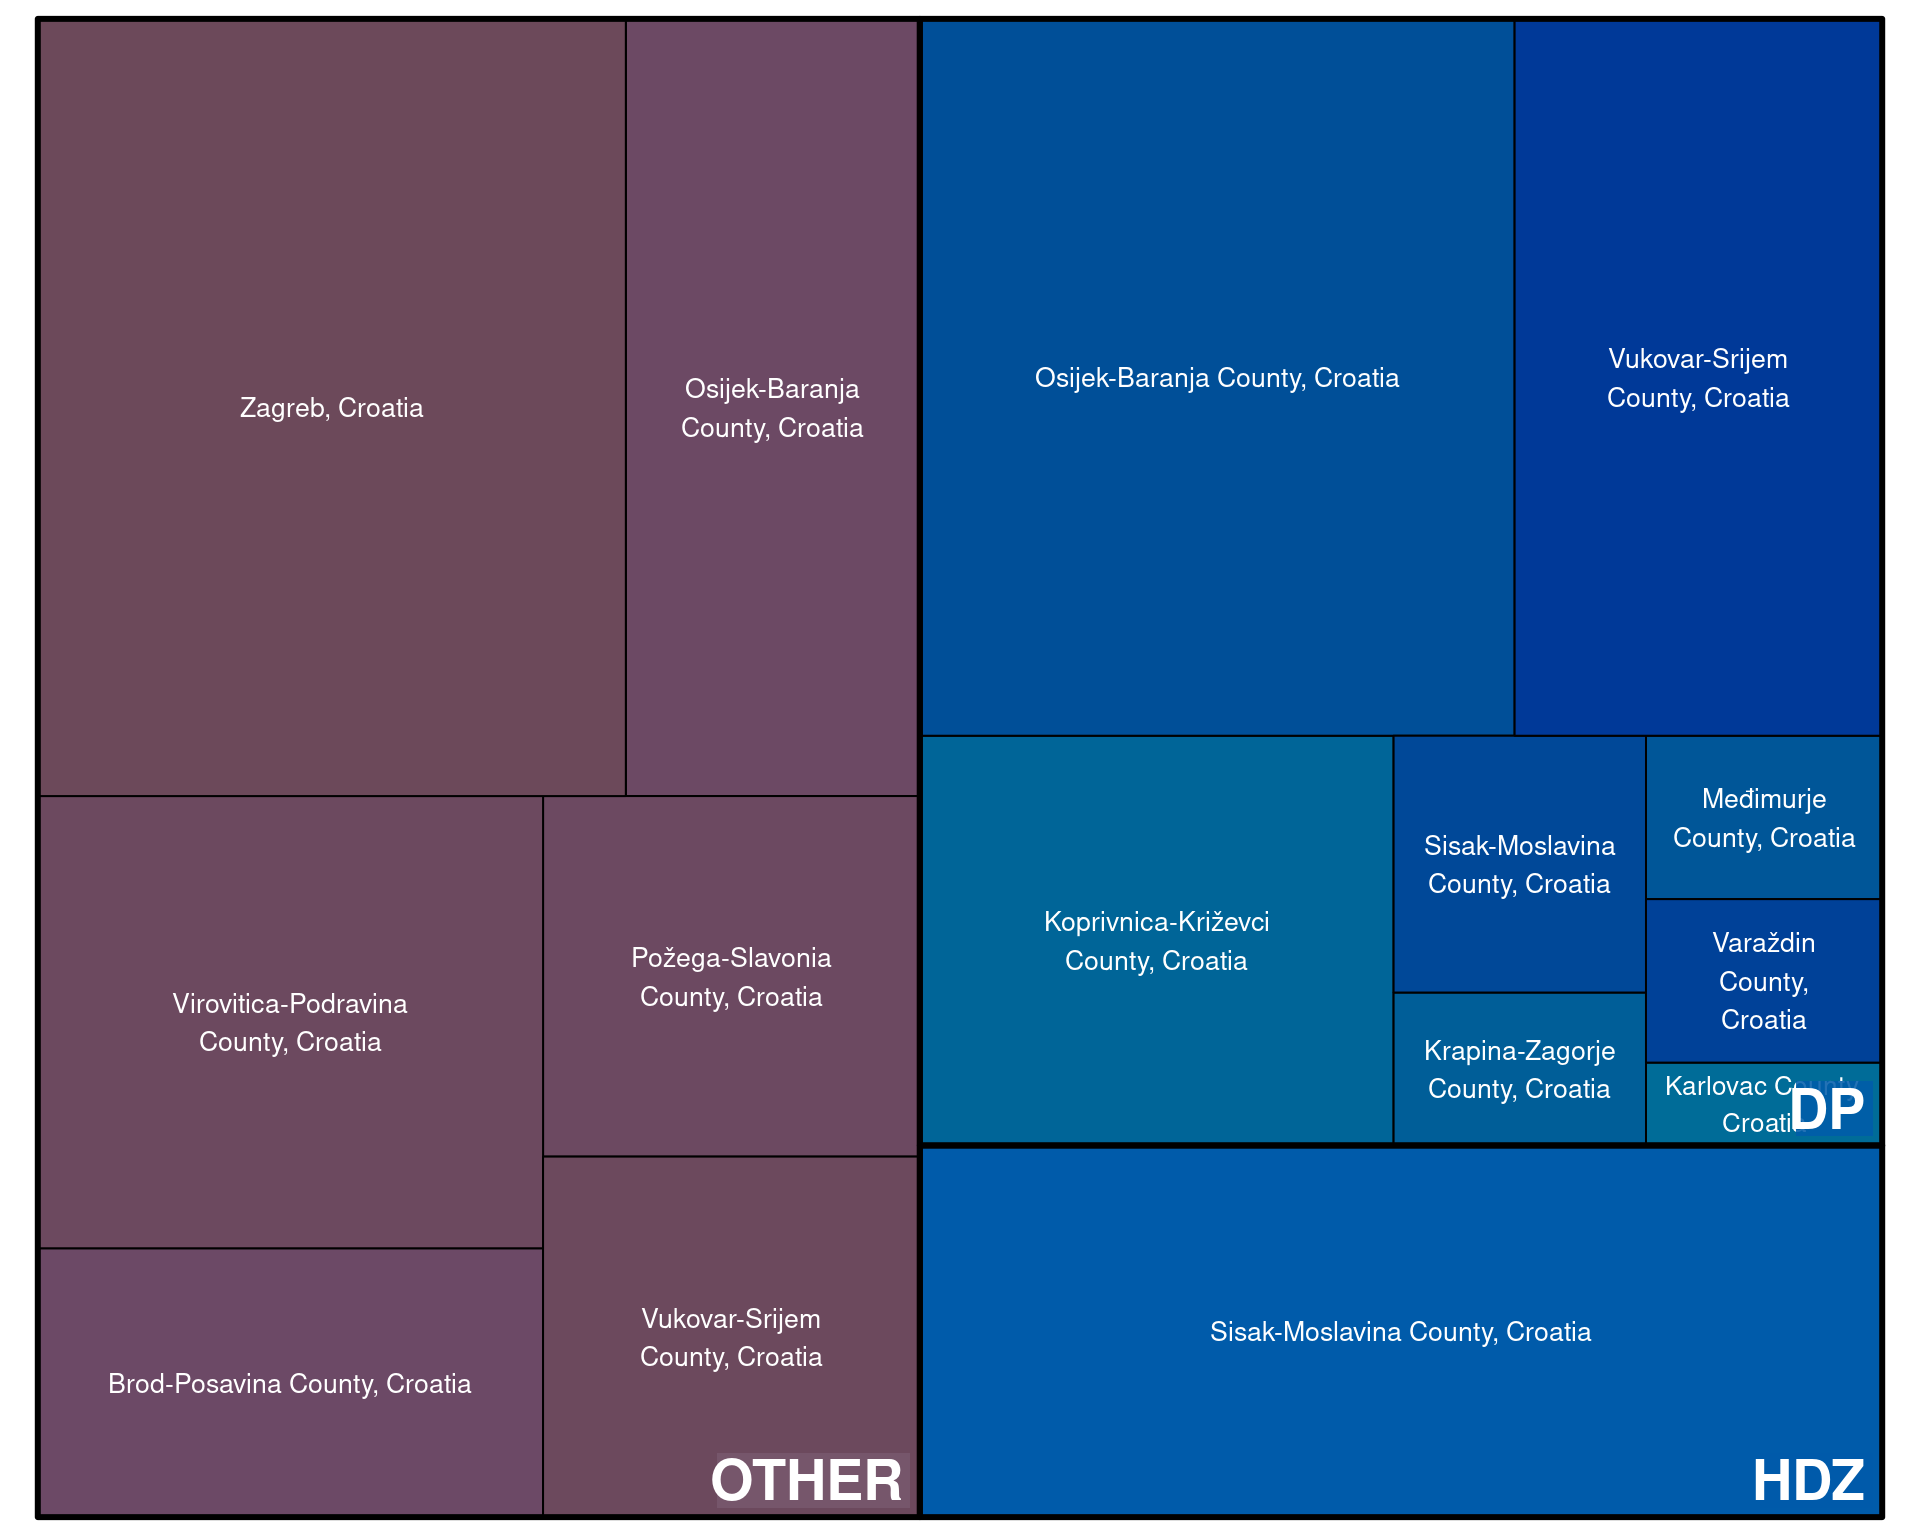 Zagreb, Croatia
Osijek-Baranja
County, Croatia
Virovitica-Podravina
County, Croatia
Požega-Slavonia
County, Croatia
Brod-Posavina County, Croatia
Vukovar-Srijem
County, Croatia
OTHER
Osijek-Baranja County, Croatia
Vukovar-Srijem
County, Croatia
Koprivnica-Križevci
County, Croatia
Sisak-Moslavina
County, Croatia
Krapina-Zagorje
County, Croatia
Međimurje
County, Croatia
Varaždin
County,
Croatia
Karlovac County,
Croatia
DP
Sisak-Moslavina County, Croatia
HDZ